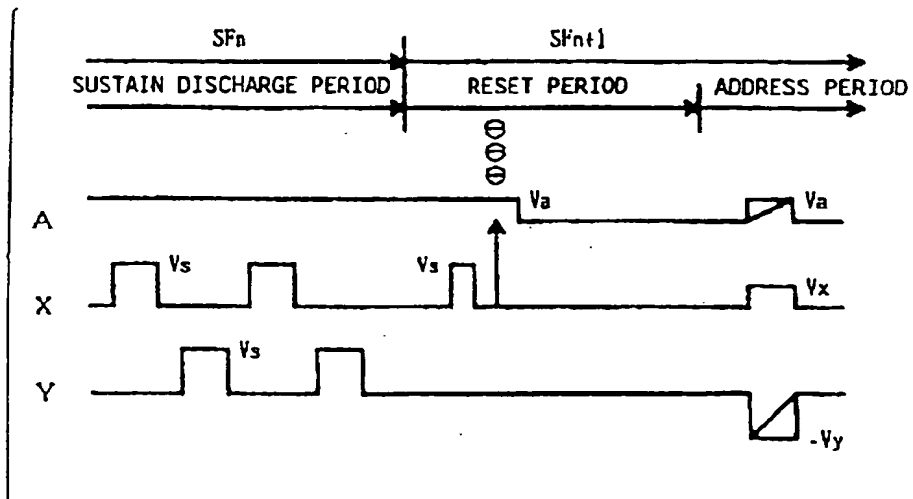 SFn SFn+1
SUSTAIN DISCHARGE PERIOD RESET PERIOD ADDRESS PERIOD
⊖
⊖
⊖
A Va Va
X Vs Vs Vx
Y Vs
-Vy